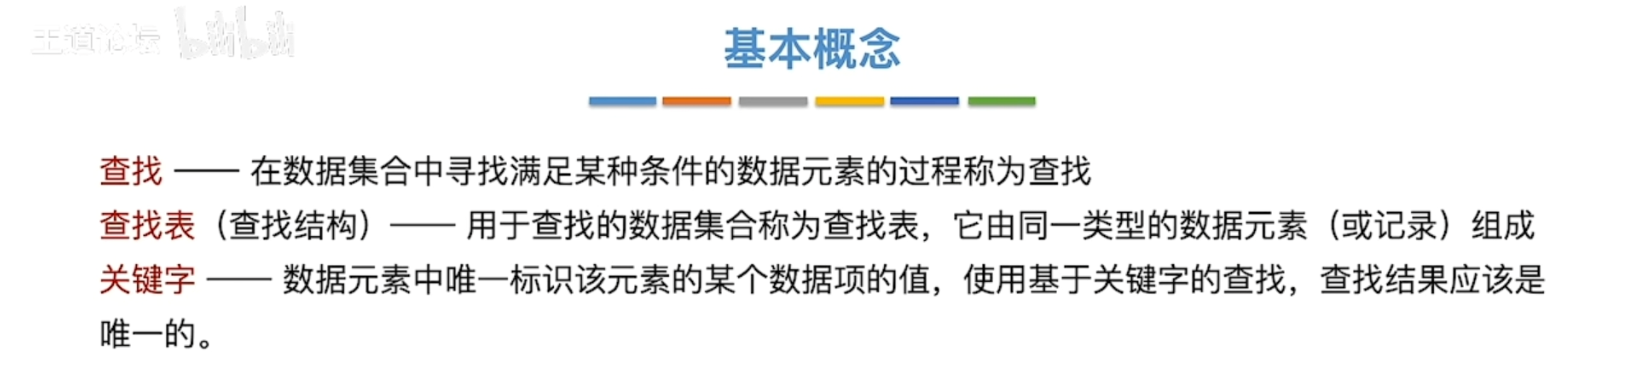 王道论坛 bilibili
基本概念
查找 —— 在数据集合中寻找满足某种条件的数据元素的过程称为查找
查找表（查找结构）—— 用于查找的数据集合称为查找表，它由同一类型的数据元素（或记录）组成
关键字 —— 数据元素中唯一标识该元素的某个数据项的值，使用基于关键字的查找，查找结果应该是
唯一的。